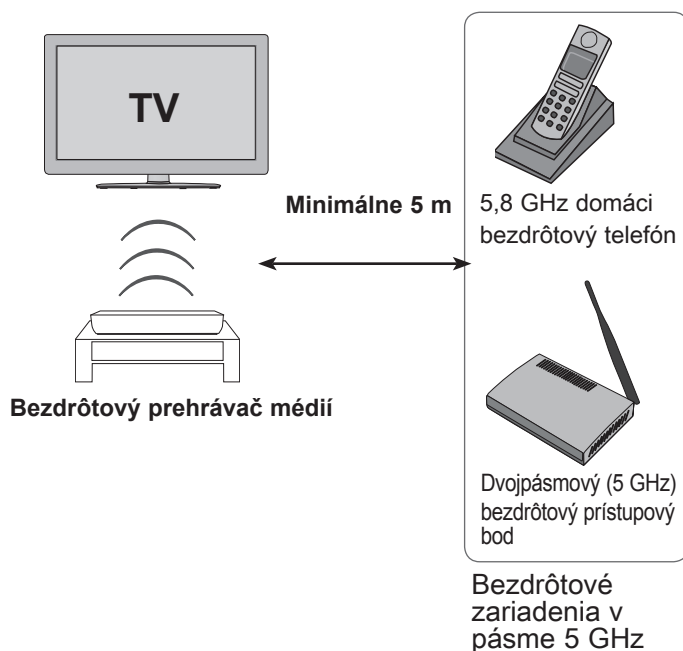 TV
Minimálne 5 m
Bezdrôtový prehrávač médií
5,8 GHz domáci
bezdrôtový telefón
Dvojpásmový (5 GHz)
bezdrôtový prístupový
bod
Bezdrôtové
zariadenia v
pásme 5 GHz